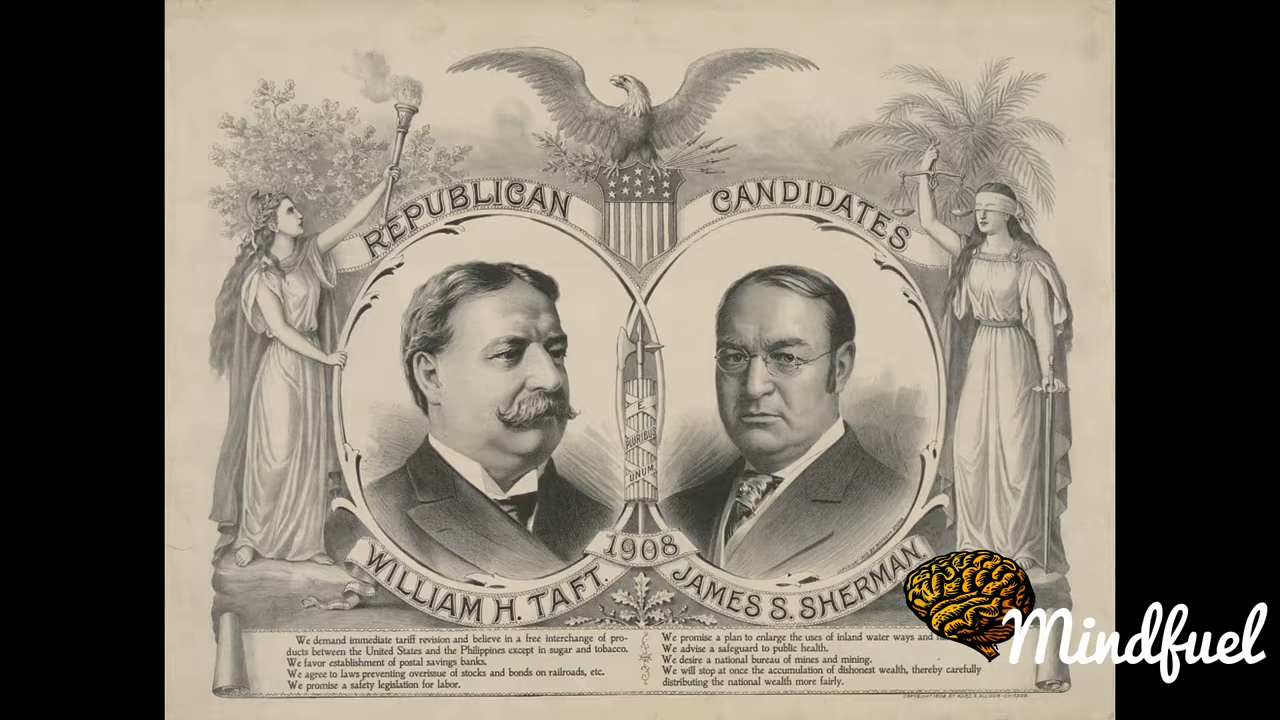 REPUBLICAN
CANDIDATES
E
PLURIBUS
UNUM
1908
WILLIAM H. TAFT.
JAMES S. SHERMAN.
We demand immediate tariff revision and believe in a free interchange of pro-
ducts between the United States and the Philippines except in sugar and tobacco.
We favor establishment of postal savings banks.
We agree to laws preventing overissue of stocks and bonds on railroads, etc.
We promise a safety legislation for labor.
We promise a plan to enlarge the uses of inland water ways and
We advise a safeguard to public health.
We desire a national bureau of mines and mining.
We will stop at once the accumulation of dishonest wealth, thereby carefully
distributing the national wealth more fairly.
Mindfuel